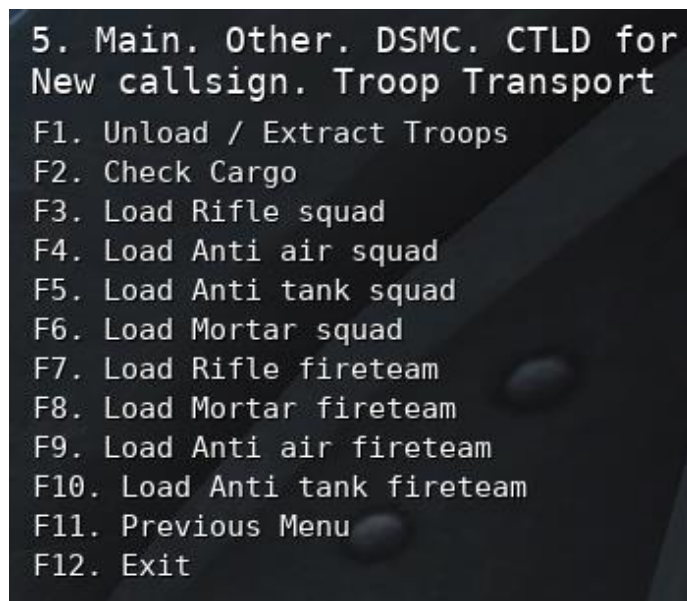 5. Main. Other. DSMC. CTLD for
New callsign. Troop Transport
F1. Unload / Extract Troops
F2. Check Cargo
F3. Load Rifle squad
F4. Load Anti air squad
F5. Load Anti tank squad
F6. Load Mortar squad
F7. Load Rifle fireteam
F8. Load Mortar fireteam
F9. Load Anti air fireteam
F10. Load Anti tank fireteam
F11. Previous Menu
F12. Exit